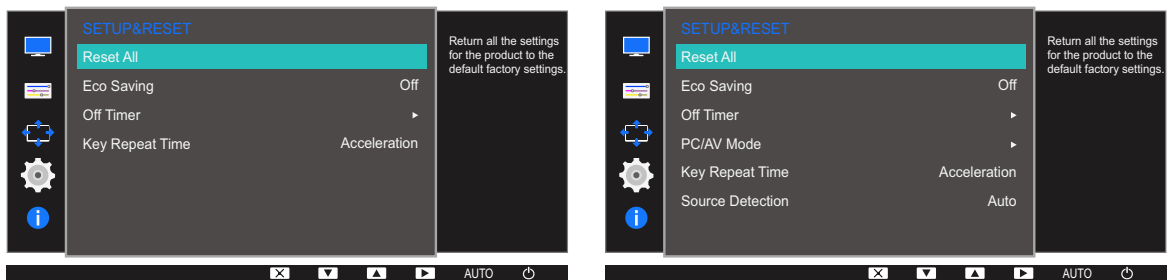 SETUP&RESET
Reset All
Eco Saving Off
Off Timer
Key Repeat Time Acceleration
Return all the settings
for the product to the
default factory settings.
AUTO
SETUP&RESET
Reset All
Eco Saving Off
Off Timer
PC/AV Mode
Key Repeat Time Acceleration
Source Detection Auto
Return all the settings
for the product to the
default factory settings.
AUTO